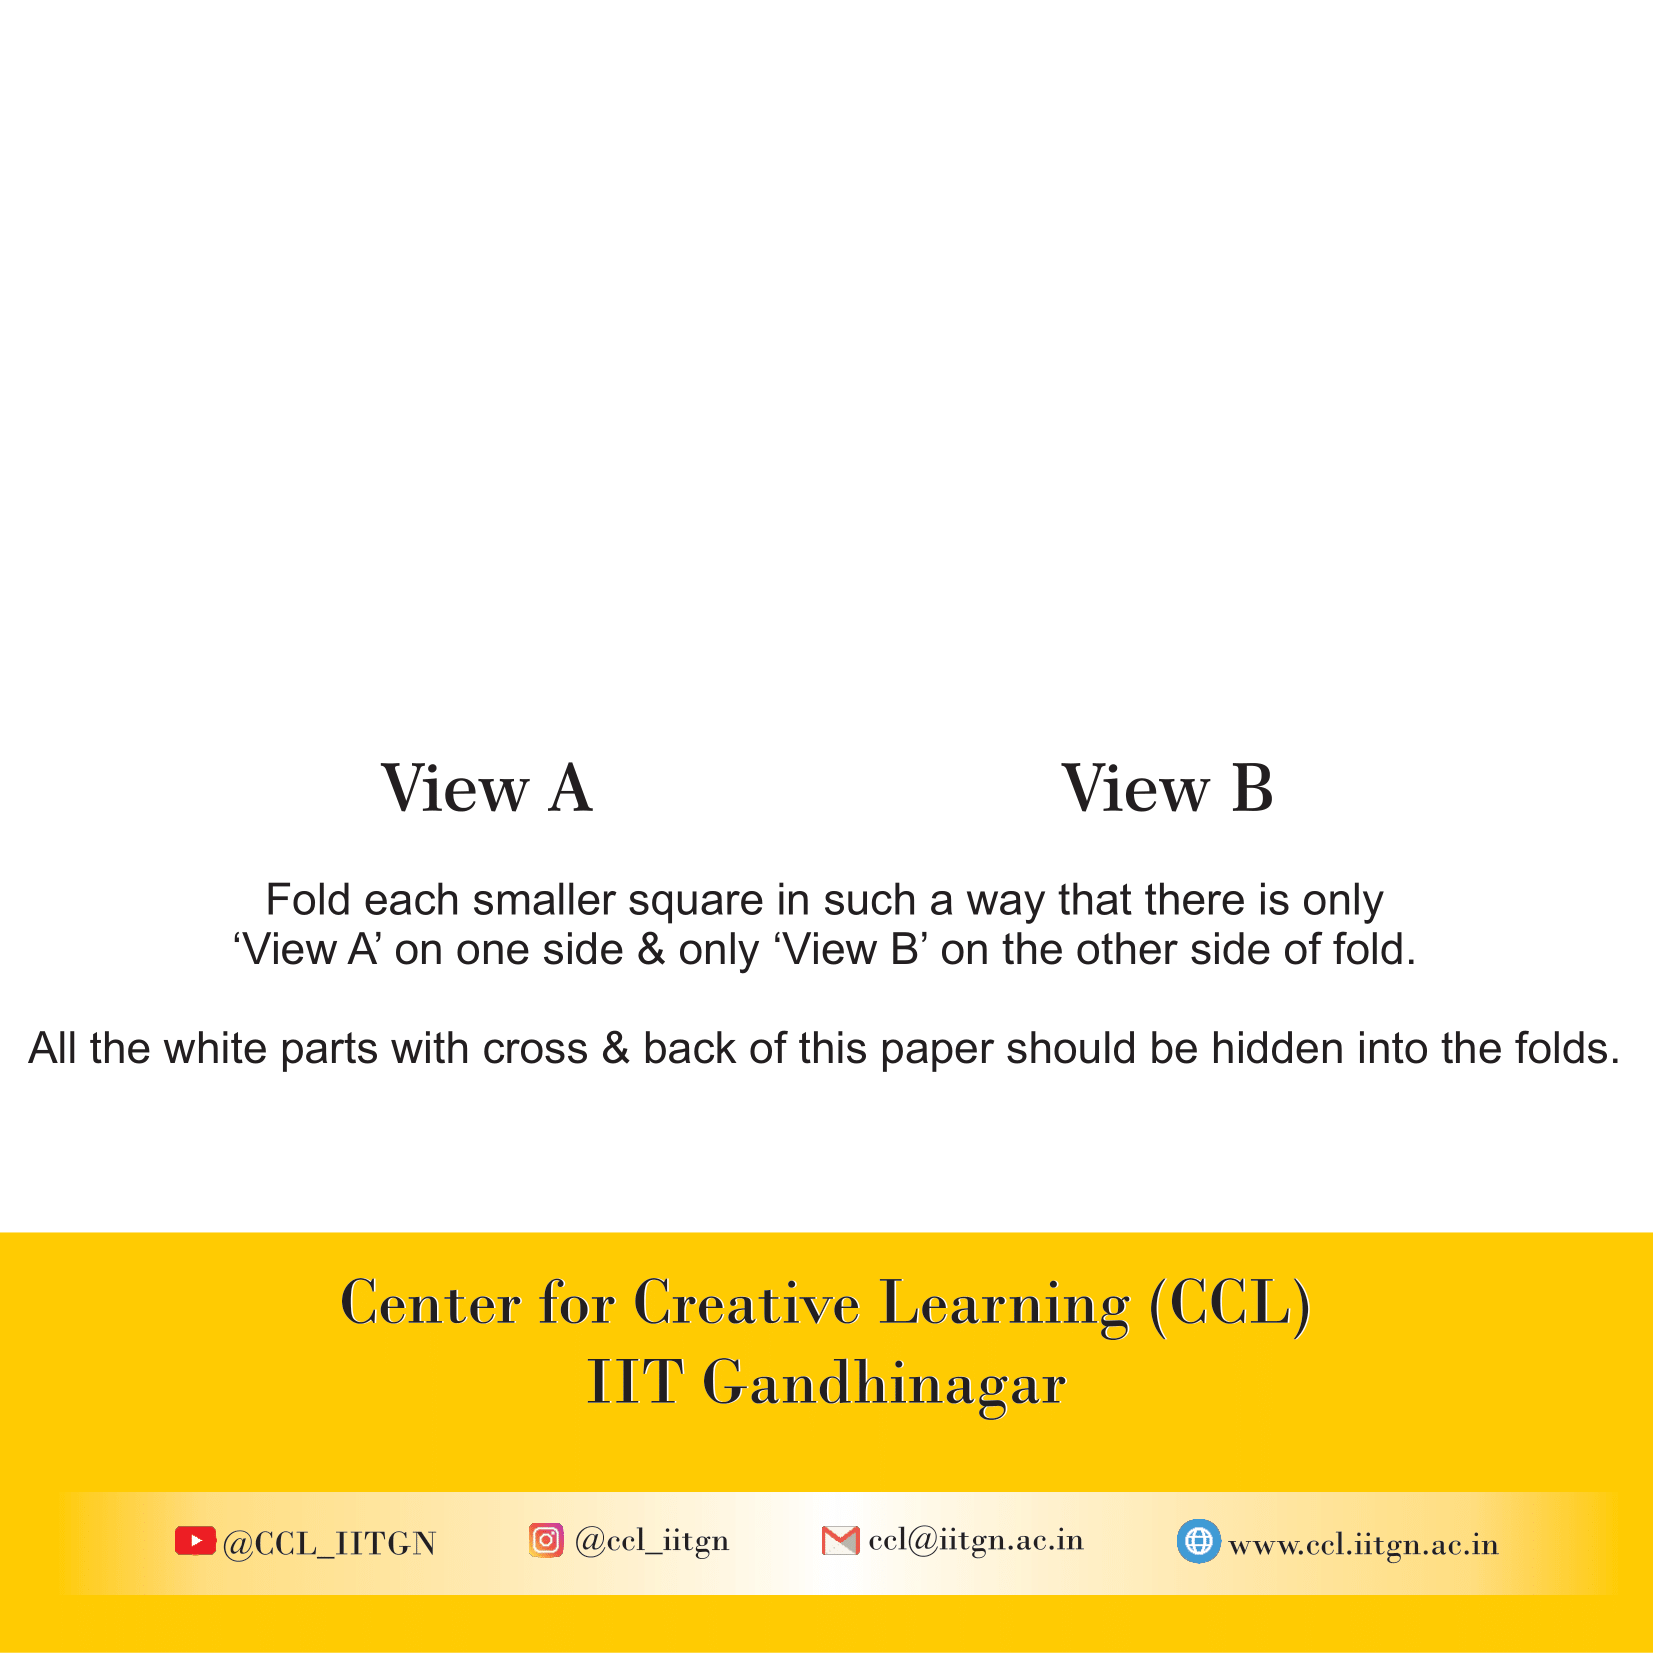 View A View B
Fold each smaller square in such a way that there is only
‘View A’ on one side & only ‘View B’ on the other side of fold.
All the white parts with cross & back of this paper should be hidden into the folds.
Center for Creative Learning (CCL)
IIT Gandhinagar
@CCL_IITGN @ccl_iitgn ccl@iitgn.ac.in www.ccl.iitgn.ac.in